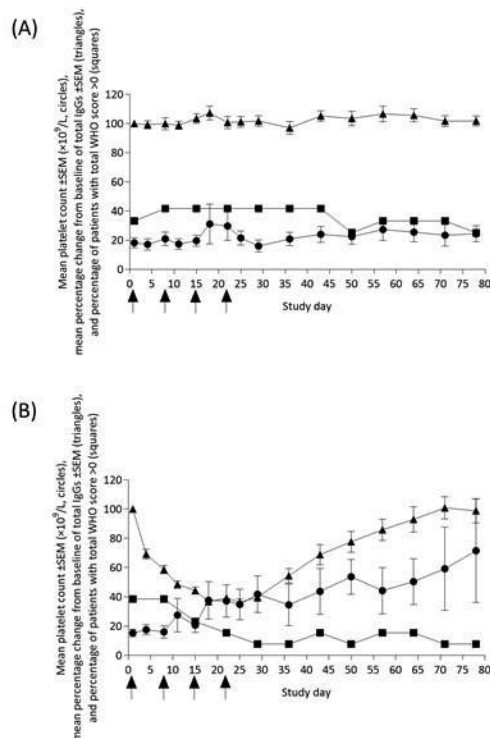 (A)
Mean platelet count ±SEM (×10⁹/L, circles),
mean percentage change from baseline of total IgGs ±SEM (triangles),
and percentage of patients with total WHO score >0 (squares)
120
100
80
60
40
20
0
0 5 10 15 20 25 30 35 40 45 50 55 60 65 70 75 80
Study day
(B)
Mean platelet count ±SEM (×10⁹/L, circles),
mean percentage change from baseline of total IgGs ±SEM (triangles),
and percentage of patients with total WHO score >0 (squares)
120
100
80
60
40
20
0
0 5 10 15 20 25 30 35 40 45 50 55 60 65 70 75 80
Study day